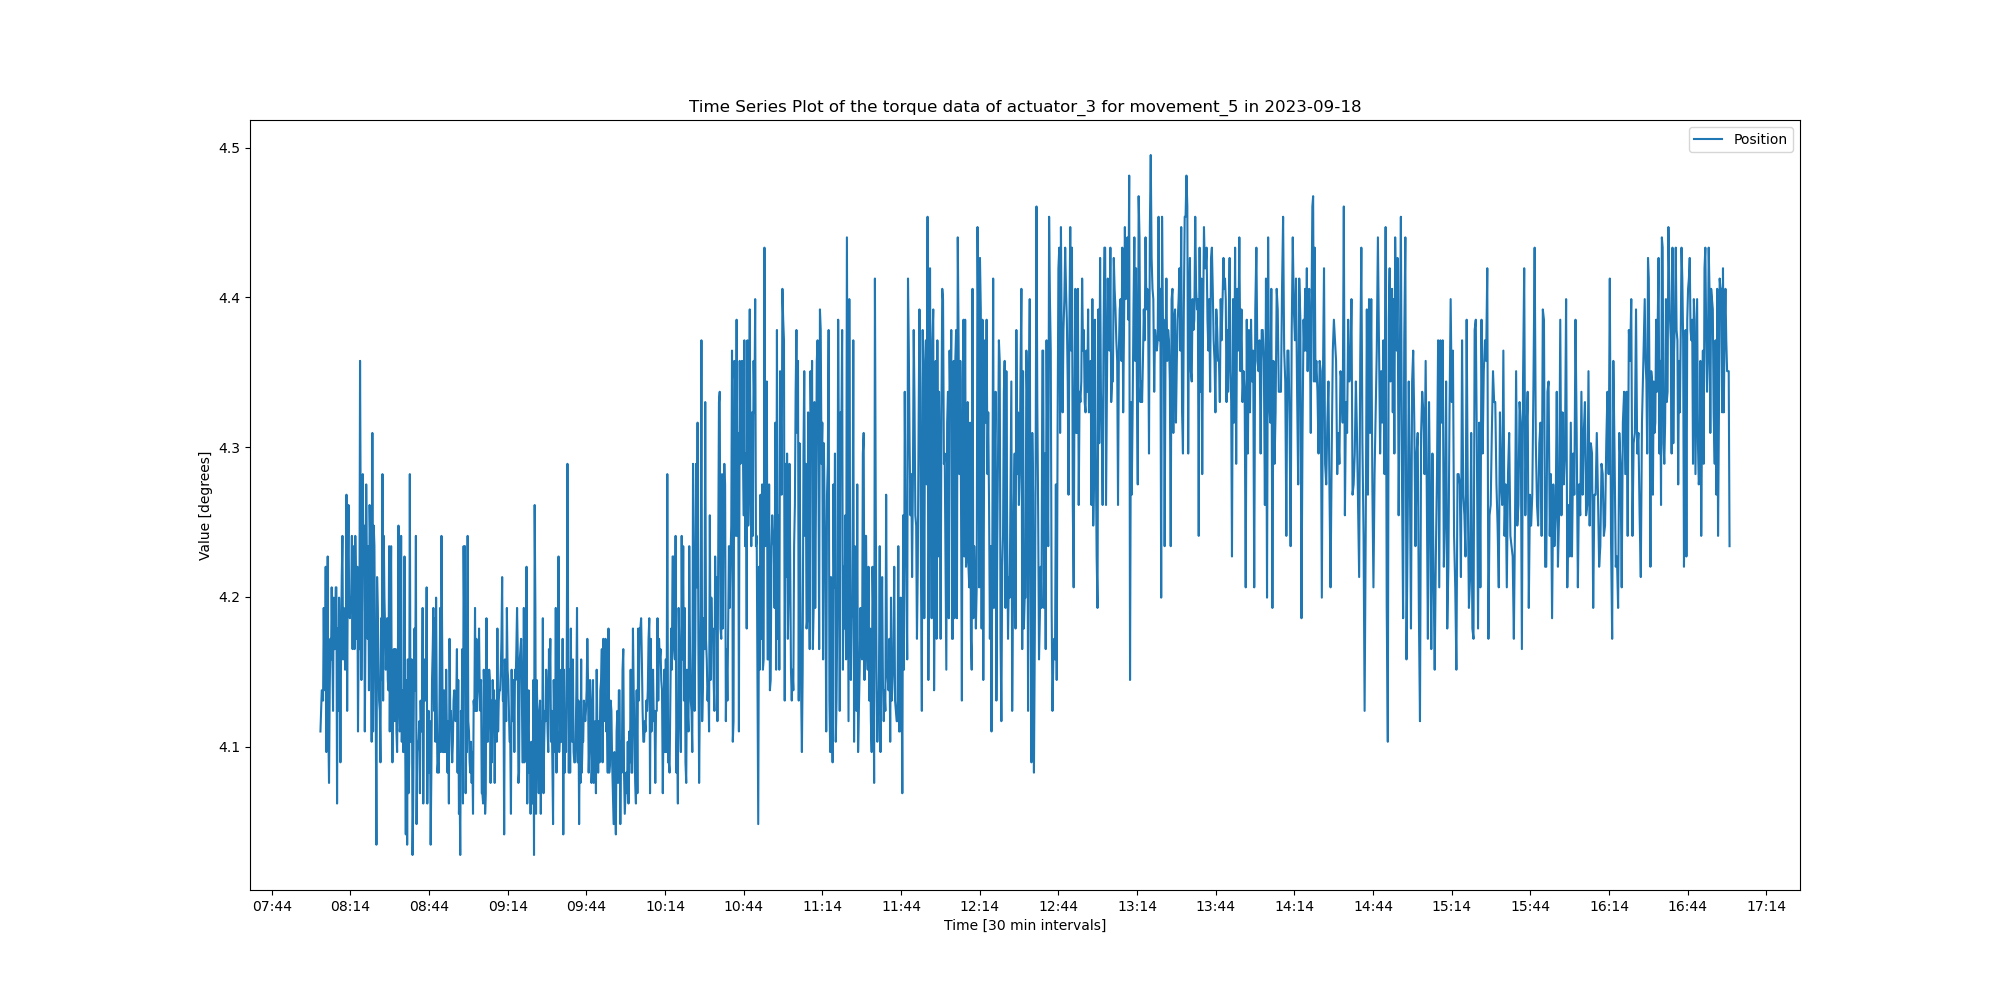 Time Series Plot of the torque data of actuator_3 for movement_5 in 2023-09-18
Position
4.5
4.4
4.3
4.2
4.1
Value [degrees]
07:44 08:14 08:44 09:14 09:44 10:14 10:44 11:14 11:44 12:14 12:44 13:14 13:44 14:14 14:44 15:14 15:44 16:14 16:44 17:14
Time [30 min intervals]